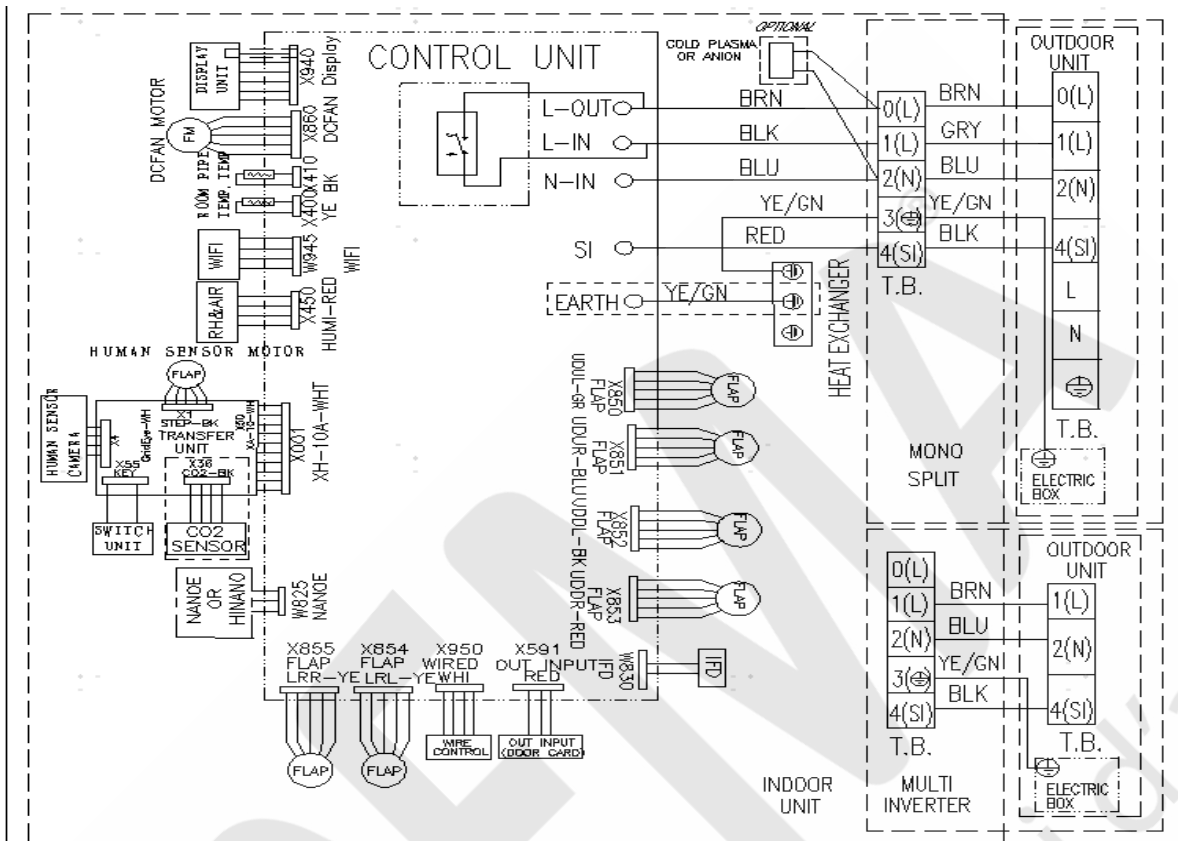 OPTIONAL
COLD PLASMA
OR ANION
CONTROL UNIT
DISPLAY
UNIT
X940
Display
DCFAN MOTOR
FM
X860
DCFAN
ROOM PIPE
TEMP. TEMP
X400X410
YE BK
WIFI
W945
WIFI
RH&AIR
X450
HUMI-RED
HUMAN SENSOR MOTOR
FLAP
HUMAN SENSOR
CAMERA
X4
GridEye-WH
X1
STEP-BK
TRANSFER
UNIT
XA-10-WH
X001
XH-10A-WHT
X55
KEY
X36
CO2-BK
SWITCH
UNIT
CO2
SENSOR
NANOE
OR
HINANO
W825
NANOE
L-OUT
L-IN
N-IN
SI
EARTH
BRN
BLK
BLU
YE/GN
RED
YE/GN
HEAT EXCHANGER
0(L)
1(L)
2(N)
3
4(SI)
T.B.
BRN
GRY
BLU
YE/GN
BLK
OUTDOOR
UNIT
0(L)
1(L)
2(N)
4(SI)
L
N
T.B.
ELECTRIC
BOX
MONO
SPLIT
X850
FLAP
UDUL-GR
FLAP
X851
FLAP
UDUR-BLU
FLAP
X852
FLAP
UDDL-BK
FLAP
X853
FLAP
UDDR-RED
FLAP
X855
FLAP
LRR-YE
FLAP
X854
FLAP
LRL-YE
FLAP
X950
WIRED
WHI
WIRE
CONTROL
X591
OUT INPUT
RED
OUT INPUT
(DOOR CARD)
IFD
W830
IFD
INDOOR
UNIT
MULTI
INVERTER
0(L)
1(L)
2(N)
3
4(SI)
T.B.
BRN
BLU
YE/GN
BLK
OUTDOOR
UNIT
1(L)
2(N)
4(SI)
T.B.
ELECTRIC
BOX